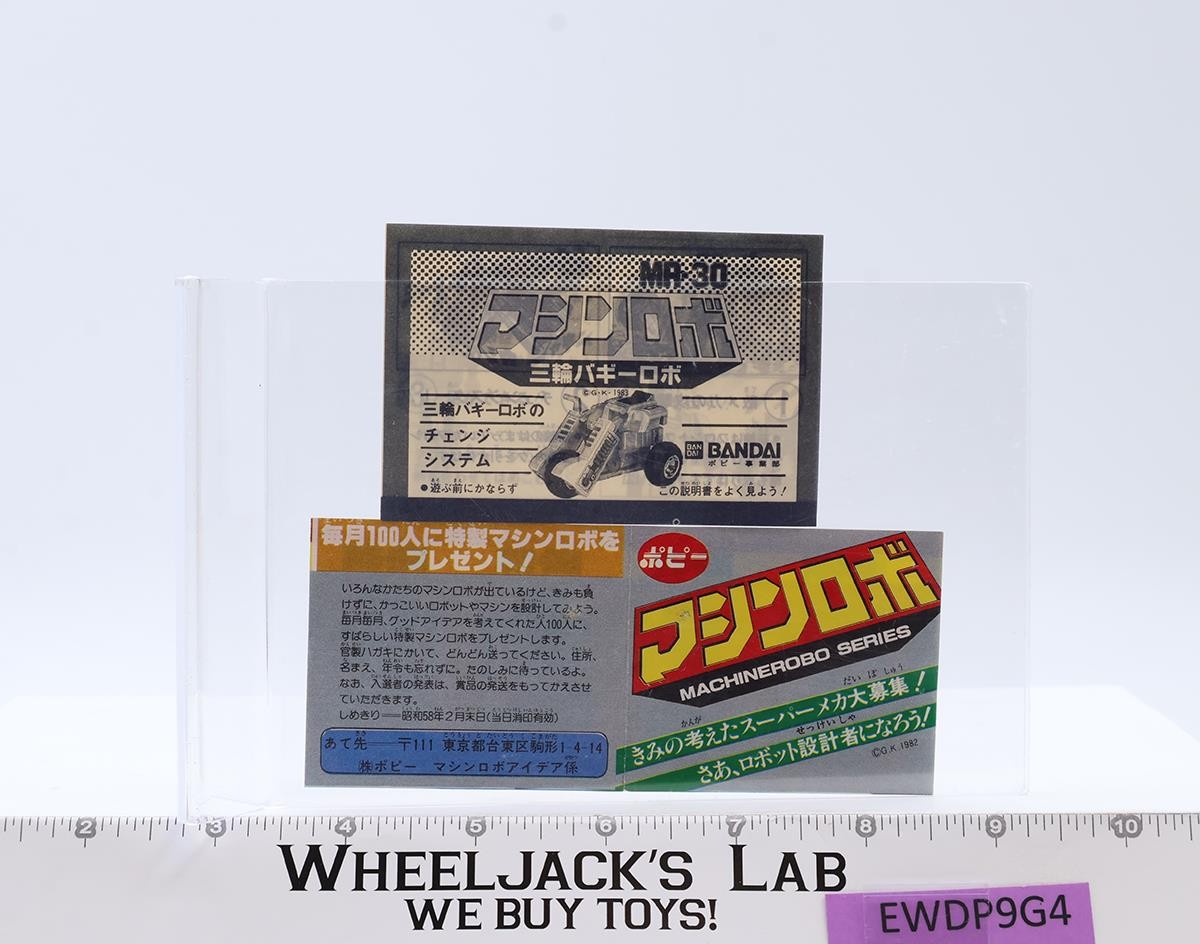 MR-30
マシンロボ
三輪バギーロボ
©G・K・1983
三輪バギーロボの
チェンジ
システム
●遊ぶ前にかならず
BAN DAI BANDAI
ポピー事業部
この説明書をよく見よう!
毎月100人に特製マシンロボを
プレゼント!
いろんなかたちのマシンロボが出ているけど、きみも負
けずに、かっこいいロボットやマシンを設計してみよう。
毎月毎月、グッドアイデアを考えてくれた人100人に、
すばらしい特製マシンロボをプレゼントします。
官製ハガキにかいて、どんどん送ってください。住所、
名まえ、年令も忘れずに。たのしみに待っているよ。
なお、入選者の発表は、賞品の発送をもってかえさせ
ていただきます。
しめきり──昭和58年2月末日(当日消印有効)
あて先──〒111 東京都台東区駒形1-4-14
㈱ポピー マシンロボアイデア係
ポピー
マシンロボ
MACHINEROBO SERIES
きみの考えたスーパーメカ大募集!
さあ、ロボット設計者になろう!
©G.K.1982
2 3 4 5 6 7 8 9 10
WHEELJACK'S LAB
WE BUY TOYS!
EWDP9G4